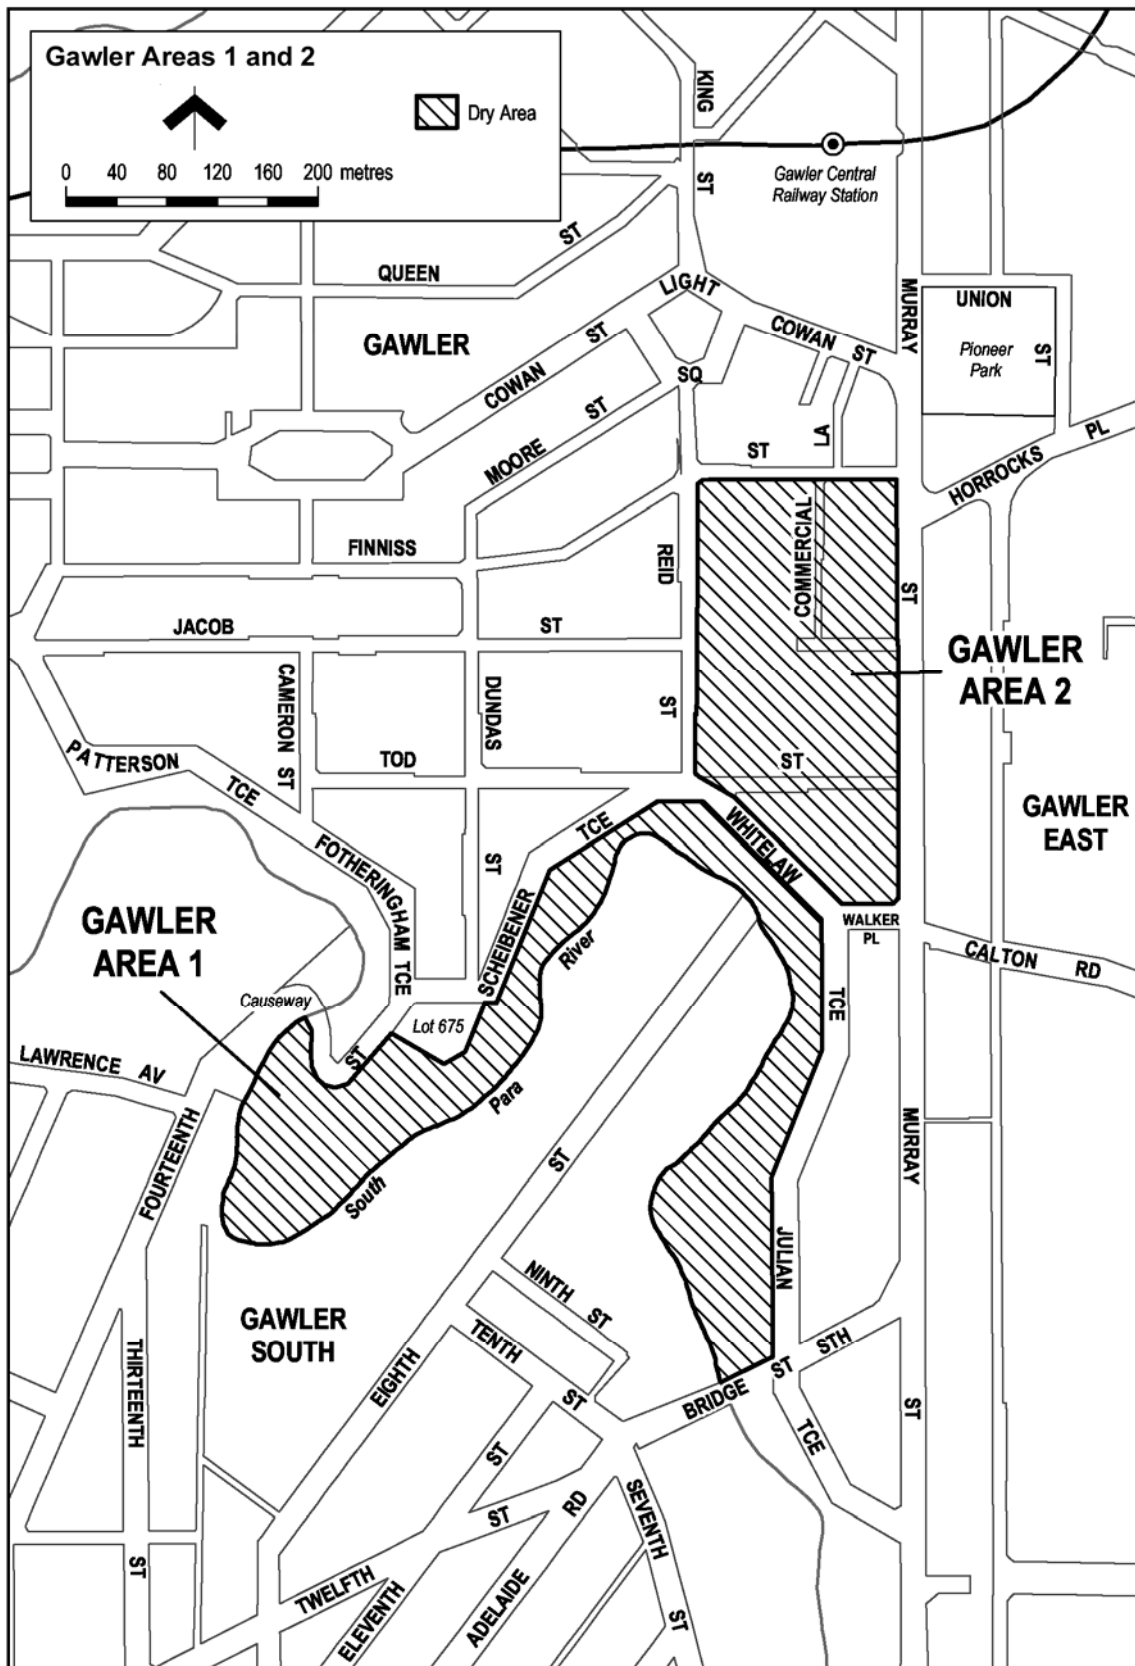 Gawler Areas 1 and 2
Dry Area
0 40 80 120 160 200 metres
KING
ST
Gawler Central
Railway Station
QUEEN
ST
LIGHT
SQ
GAWLER
COWAN
ST
COWAN
ST
MURRAY
UNION
ST
Pioneer
Park
MOORE
ST
ST
LA
HORROCKS
PL
FINNISS
REID
COMMERCIAL
ST
JACOB
ST
GAWLER
AREA 2
CAMERON ST
DUNDAS
ST
PATTERSON
TCE
TOD
ST
GAWLER
EAST
TCE
WHITELAW
FOTHERINGHAM TCE
ST
SCHEIBENER
GAWLER
AREA 1
River
WALKER
PL
CALTON RD
Causeway
Lot 675
TCE
LAWRENCE AV
ST
Para
FOURTEENTH
MURRAY
ST
South
JULIAN
NINTH
ST
GAWLER
SOUTH
TENTH
ST
STH
ST
BRIDGE
THIRTEENTH
EIGHTH
ST
TCE
ST
SEVENTH
RD
ST
ST
TWELFTH
ELEVENTH
ADELAIDE
ST